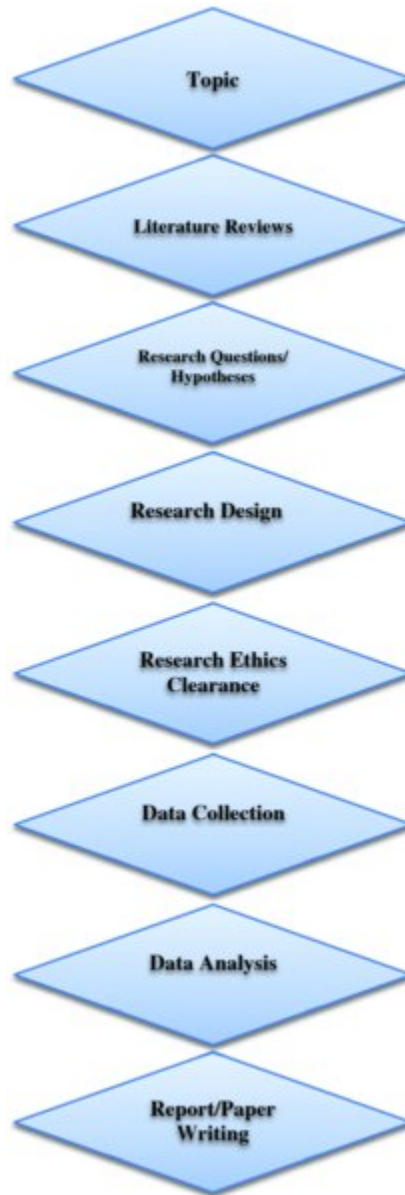 Topic
Literature Reviews
Research Questions/
Hypotheses
Research Design
Research Ethics
Clearance
Data Collection
Data Analysis
Report/Paper
Writing